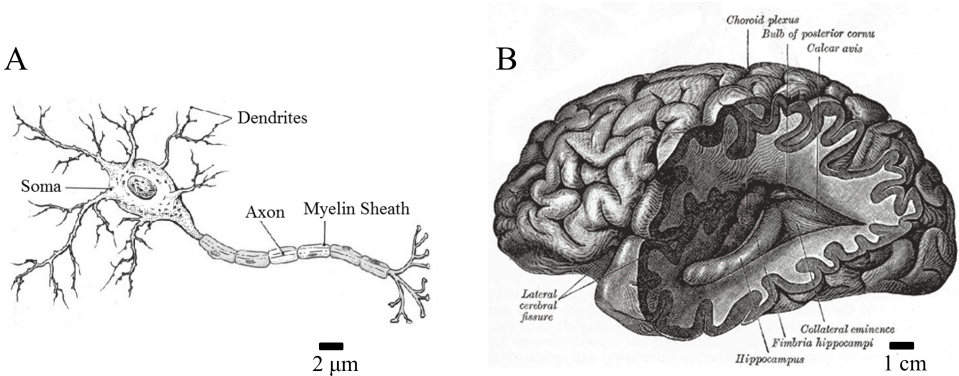 A
Dendrites
Soma
Axon
Myelin Sheath
2 μm
B
Choroid plexus
Bulb of posterior cornu
Calcar avis
Lateral
cerebral
fissure
Collateral eminence
Fimbria hippocampi
Hippocampus
1 cm